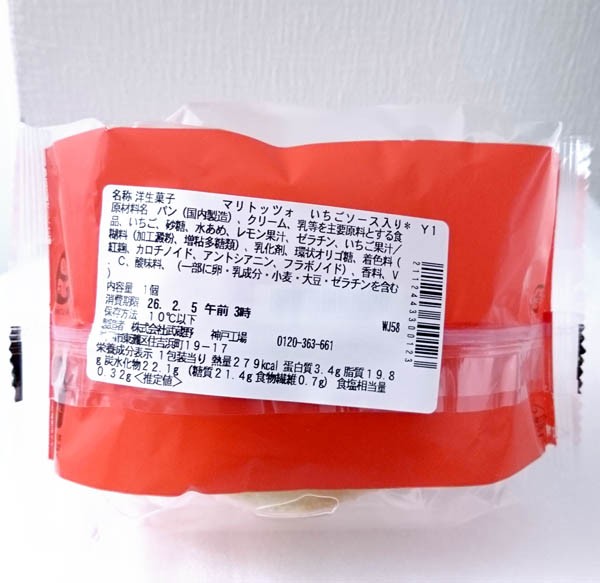 名称 洋生菓子
マリトッツォ いちごソース入り* Y1
原材料名 パン(国内製造)、クリーム、乳等を主要原料とする食
品、いちご、砂糖、水あめ、レモン果汁、ゼラチン、いちご果汁/
糊料(加工澱粉、増粘多糖類)、乳化剤、環状オリゴ糖、着色料(
紅麹、カロチノイド、アントシアニン、フラボノイド)、香料、V
.C、酸味料、(一部に卵・乳成分・小麦・大豆・ゼラチンを含む
)
内容量 1個
消費期限 26. 2. 5 午前 3時
保存方法 10℃以下
WJ58
製造者 株式会社武蔵野 神戸工場 0120-363-661
市東灘区住吉浜町19-17
栄養成分表示 1包装当り 熱量279kcal 蛋白質3.4g 脂質19.8
g 炭水化物22.1g (糖質21.4g 食物繊維0.7g) 食塩相当量
0.32g<推定値>
2112443300123